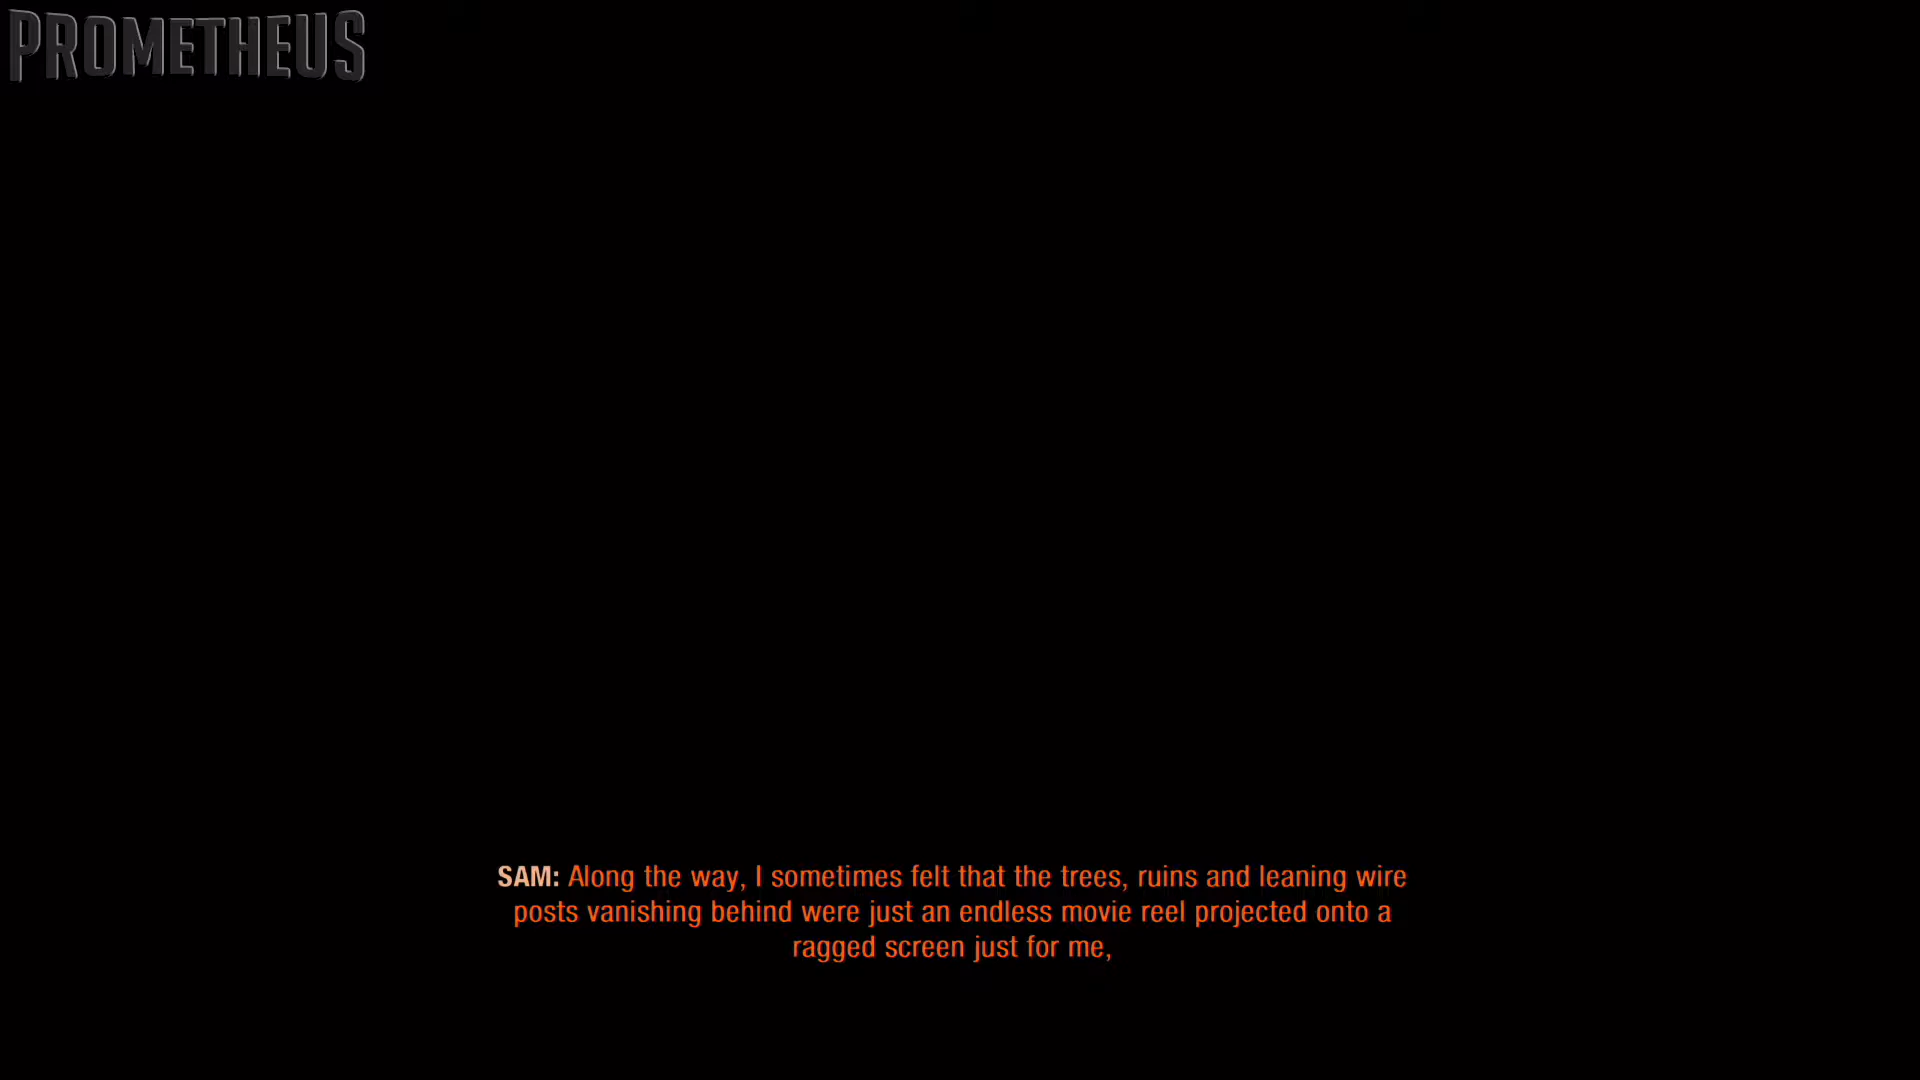 PROMETHEUS
SAM: Along the way, I sometimes felt that the trees, ruins and leaning wire
posts vanishing behind were just an endless movie reel projected onto a
ragged screen just for me,